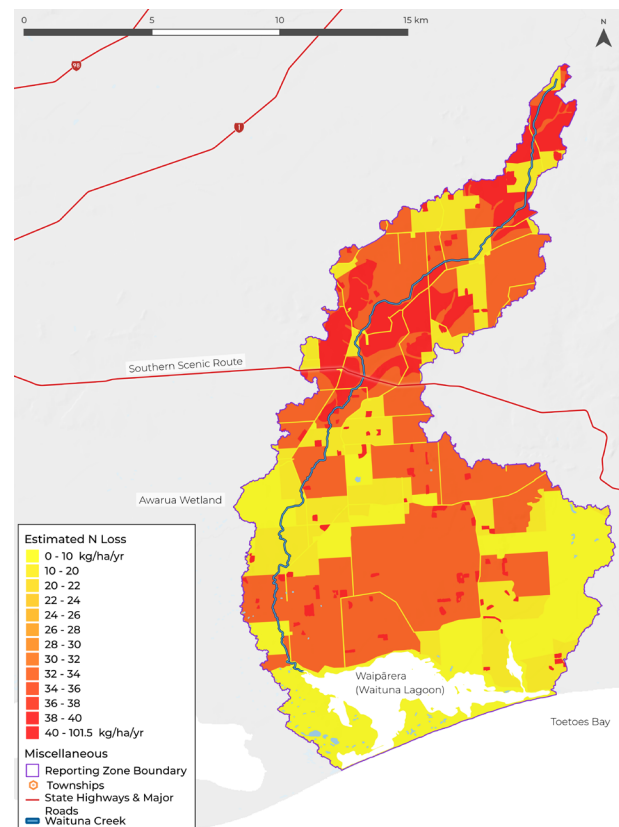 0
5
10
15 km
N
98
1
Southern Scenic Route
Awarua Wetland
Waipārera
(Waituna Lagoon)
Toetoes Bay
Estimated N Loss
0 - 10 kg/ha/yr
10 - 20
20 - 22
22 - 24
24 - 26
26 - 28
28 - 30
30 - 32
32 - 34
34 - 36
36 - 38
38 - 40
40 - 101.5 kg/ha/yr
Miscellaneous
Reporting Zone Boundary
Townships
State Highways & Major
Roads
Waituna Creek